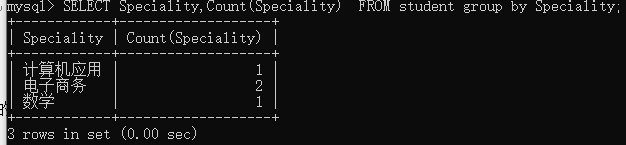 mysql> SELECT Speciality,Count(Speciality)  FROM student group by Speciality;
+------------+-------------------+
| Speciality | Count(Speciality) |
+------------+-------------------+
| 计算机应用 | 1 |
| 电子商务 | 2 |
| 数学 | 1 |
+------------+-------------------+
3 rows in set (0.00 sec)